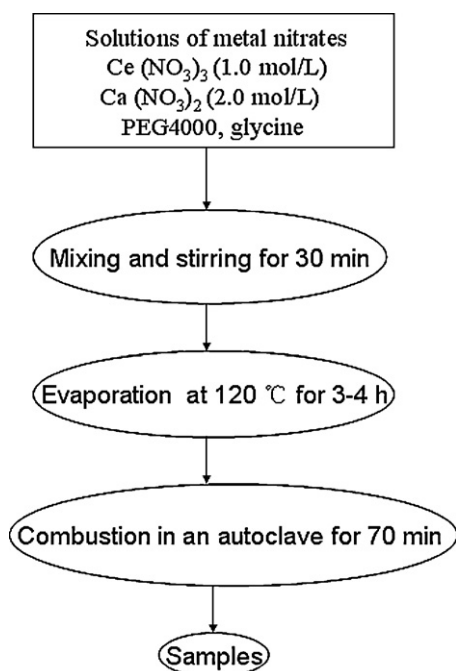 Solutions of metal nitrates
Ce (NO₃)₃ (1.0 mol/L)
Ca (NO₃)₂ (2.0 mol/L)
PEG4000, glycine
Mixing and stirring for 30 min
Evaporation at 120 ℃ for 3-4 h
Combustion in an autoclave for 70 min
Samples